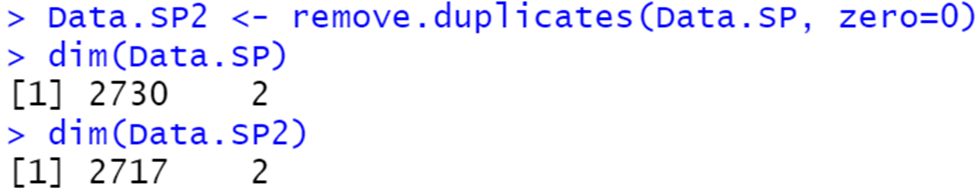 > Data.SP2 <- remove.duplicates(Data.SP, zero=0)
> dim(Data.SP)
[1] 2730    2
> dim(Data.SP2)
[1] 2717    2